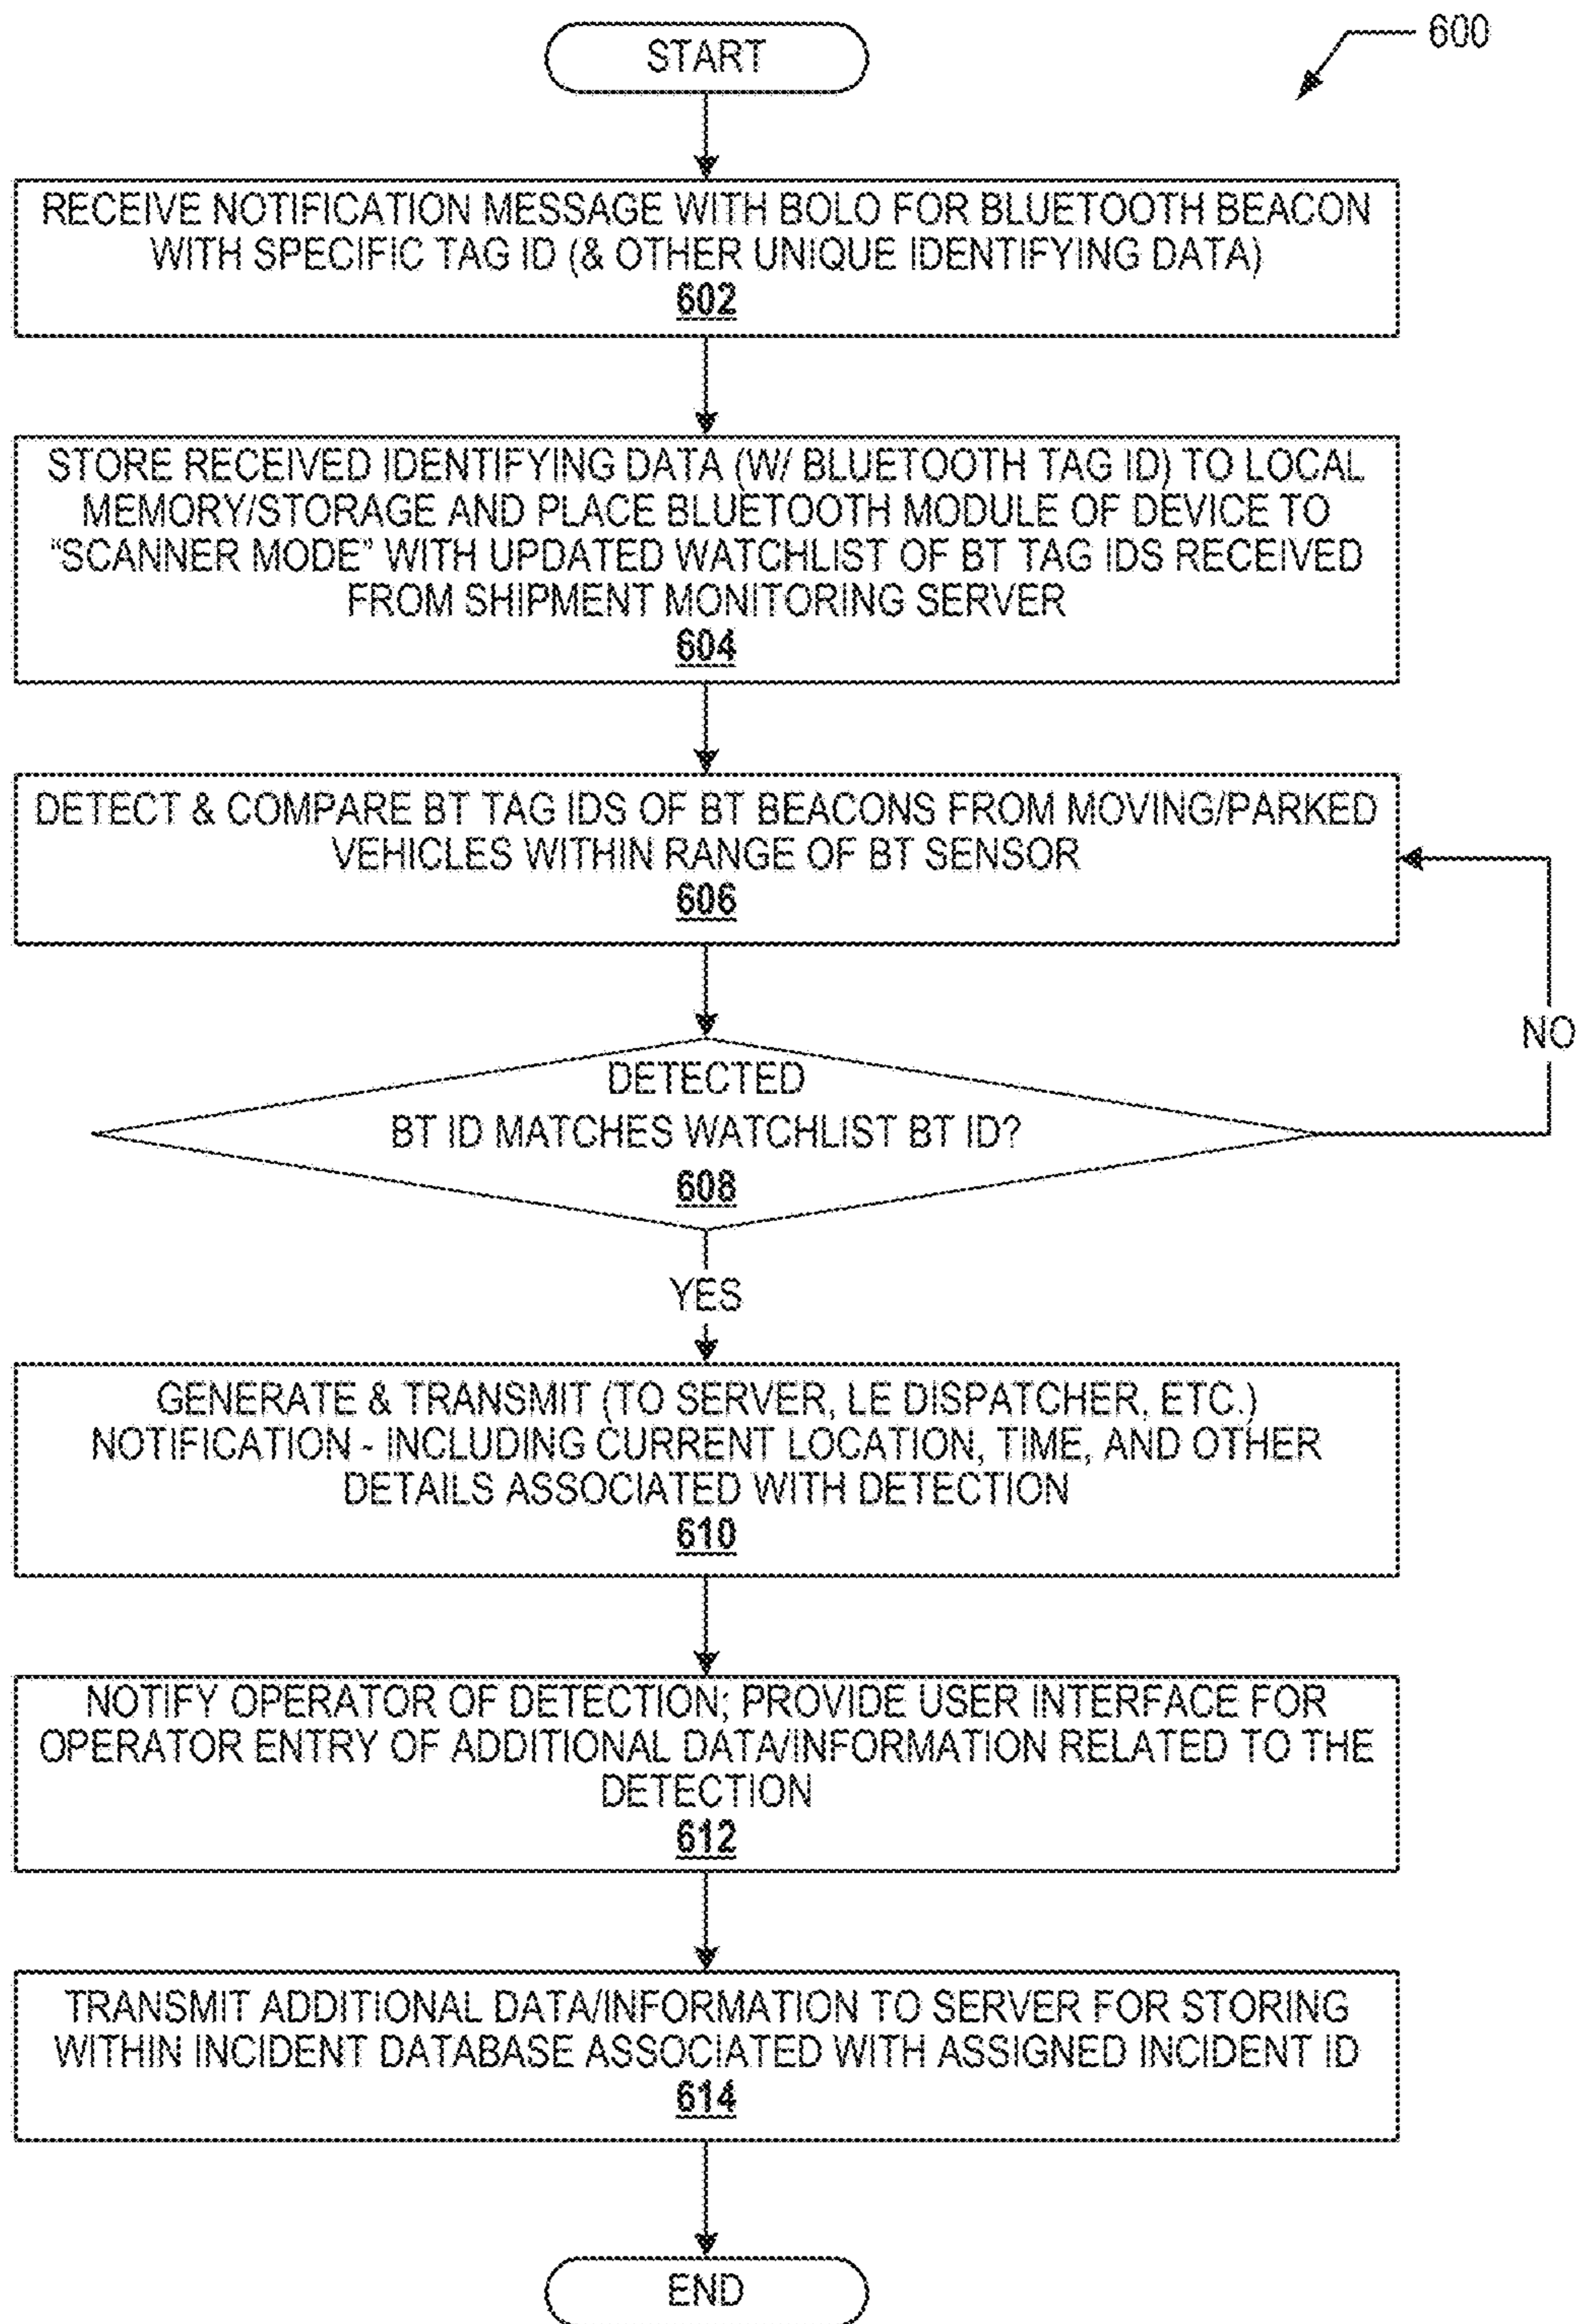 START
600
RECEIVE NOTIFICATION MESSAGE WITH BOLO FOR BLUETOOTH BEACON
WITH SPECIFIC TAG ID (& OTHER UNIQUE IDENTIFYING DATA)
602
STORE RECEIVED IDENTIFYING DATA (W/ BLUETOOTH TAG ID) TO LOCAL
MEMORY/STORAGE AND PLACE BLUETOOTH MODULE OF DEVICE TO
“SCANNER MODE” WITH UPDATED WATCHLIST OF BT TAG IDS RECEIVED
FROM SHIPMENT MONITORING SERVER
604
DETECT & COMPARE BT TAG IDS OF BT BEACONS FROM MOVING/PARKED
VEHICLES WITHIN RANGE OF BT SENSOR
606
NO
DETECTED
BT ID MATCHES WATCHLIST BT ID?
608
YES
GENERATE & TRANSMIT (TO SERVER, LE DISPATCHER, ETC.)
NOTIFICATION - INCLUDING CURRENT LOCATION, TIME, AND OTHER
DETAILS ASSOCIATED WITH DETECTION
610
NOTIFY OPERATOR OF DETECTION; PROVIDE USER INTERFACE FOR
OPERATOR ENTRY OF ADDITIONAL DATA/INFORMATION RELATED TO THE
DETECTION
612
TRANSMIT ADDITIONAL DATA/INFORMATION TO SERVER FOR STORING
WITHIN INCIDENT DATABASE ASSOCIATED WITH ASSIGNED INCIDENT ID
614
END